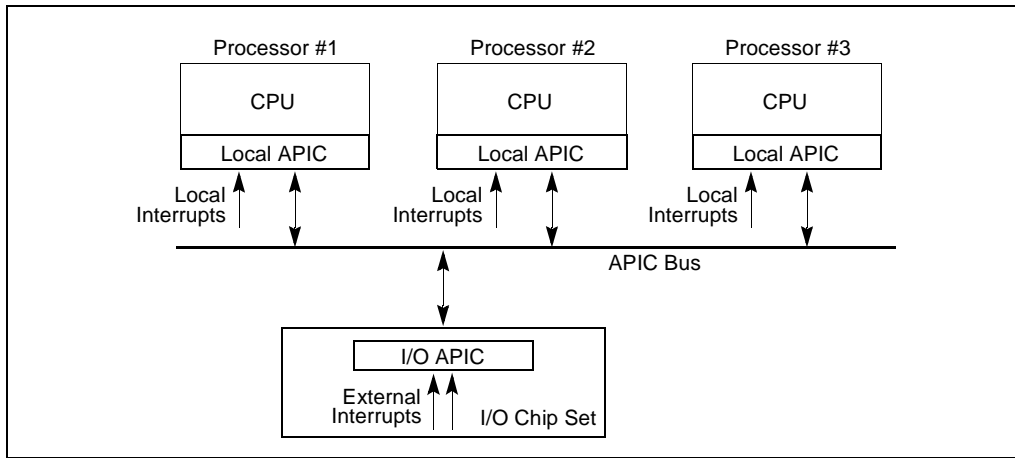 Processor #1
Processor #2
Processor #3
CPU
CPU
CPU
Local APIC
Local APIC
Local APIC
Local
Interrupts
Local
Interrupts
Local
Interrupts
APIC Bus
I/O APIC
External
Interrupts
I/O Chip Set